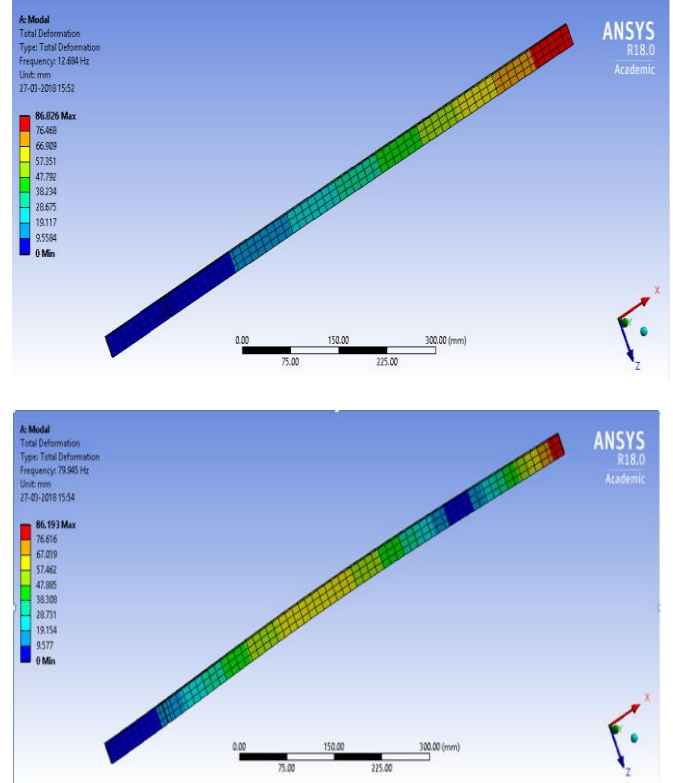 A: Modal
Total Deformation
Type: Total Deformation
Frequency: 12.684 Hz
Unit: mm
27-03-2018 15:52
ANSYS
R18.0
Academic
86.026 Max
76.468
66.909
57.351
47.792
38.234
28.675
19.117
9.5584
0 Min
0.00 150.00 300.00 (mm)
75.00 225.00
X
Z
A: Modal
Total Deformation
Type: Total Deformation
Frequency: 79.945 Hz
Unit: mm
27-03-2018 15:54
ANSYS
R18.0
Academic
86.193 Max
76.616
67.039
57.462
47.885
38.308
28.731
19.154
9.577
0 Min
0.00 150.00 300.00 (mm)
75.00 225.00
X
Z